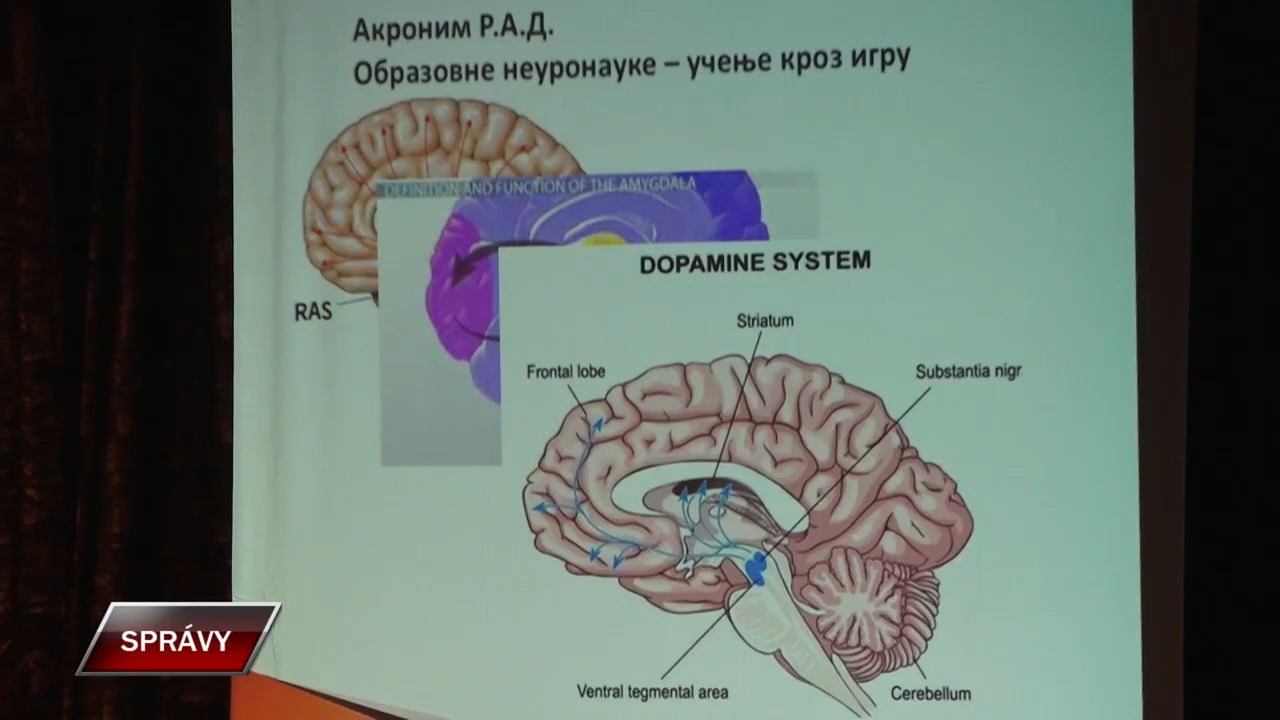 Акроним Р.А.Д.
Образовне неуронауке – учење кроз игру
DEFINITION AND FUNCTION OF THE AMYGDALA
RAS
DOPAMINE SYSTEM
Striatum
Frontal lobe
Substantia nigr
Ventral tegmental area
Cerebellum
SPRÁVY